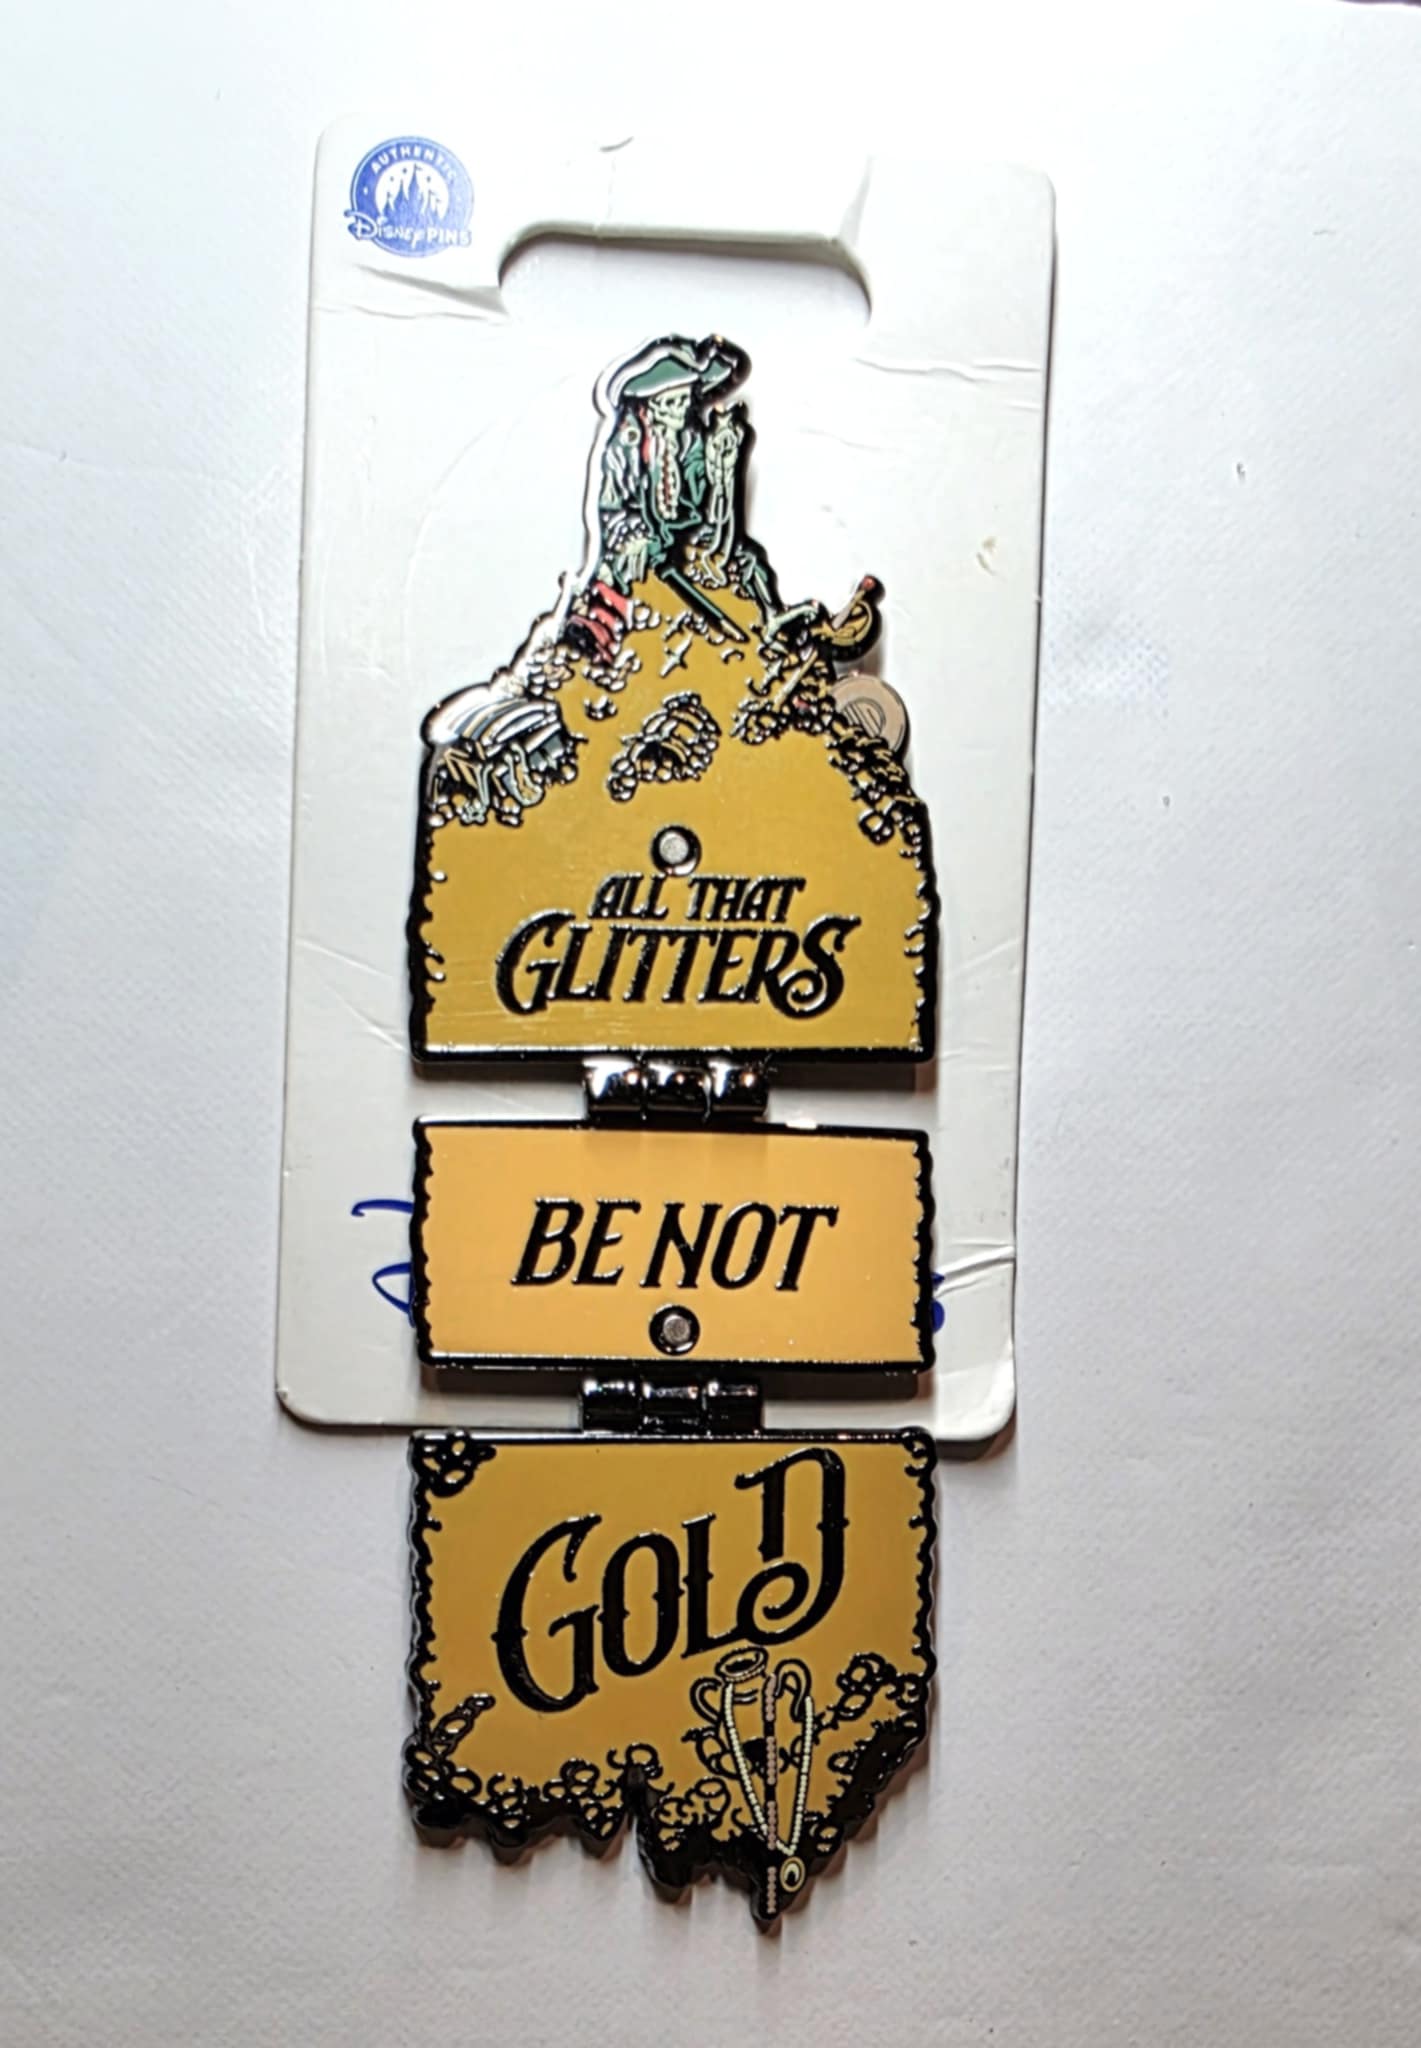 AUTHENTIC
Disney PINS
ALL THAT
GLITTERS
BE NOT
GOLD